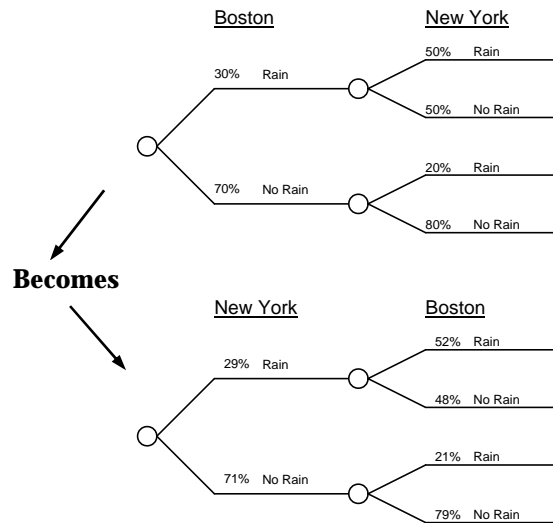 Boston New York
50% Rain
30% Rain
50% No Rain
20% Rain
70% No Rain
80% No Rain
Becomes
New York Boston
52% Rain
29% Rain
48% No Rain
21% Rain
71% No Rain
79% No Rain